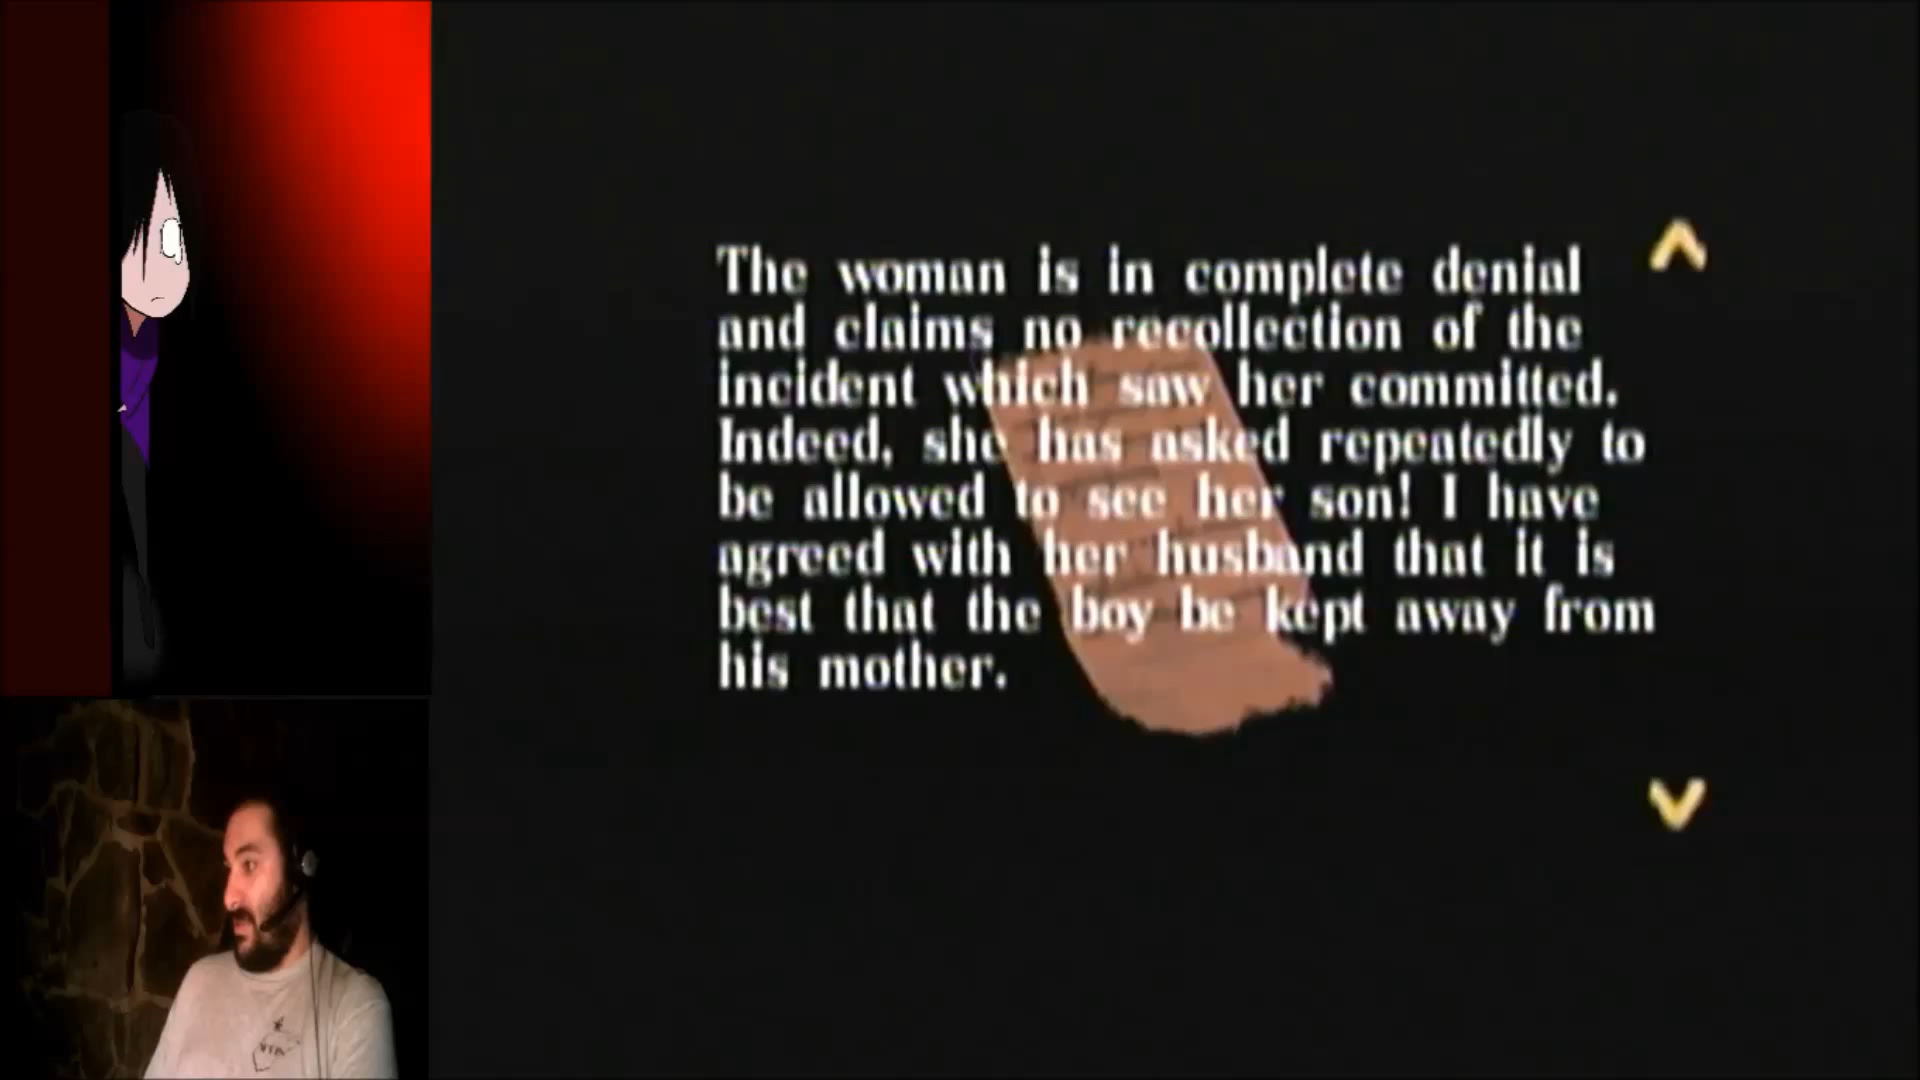 The woman is in complete denial
and claims no recollection of the
incident which saw her committed.
Indeed, she has asked repeatedly to
be allowed to see her son! I have
agreed with her husband that it is
best that the boy be kept away from
his mother.